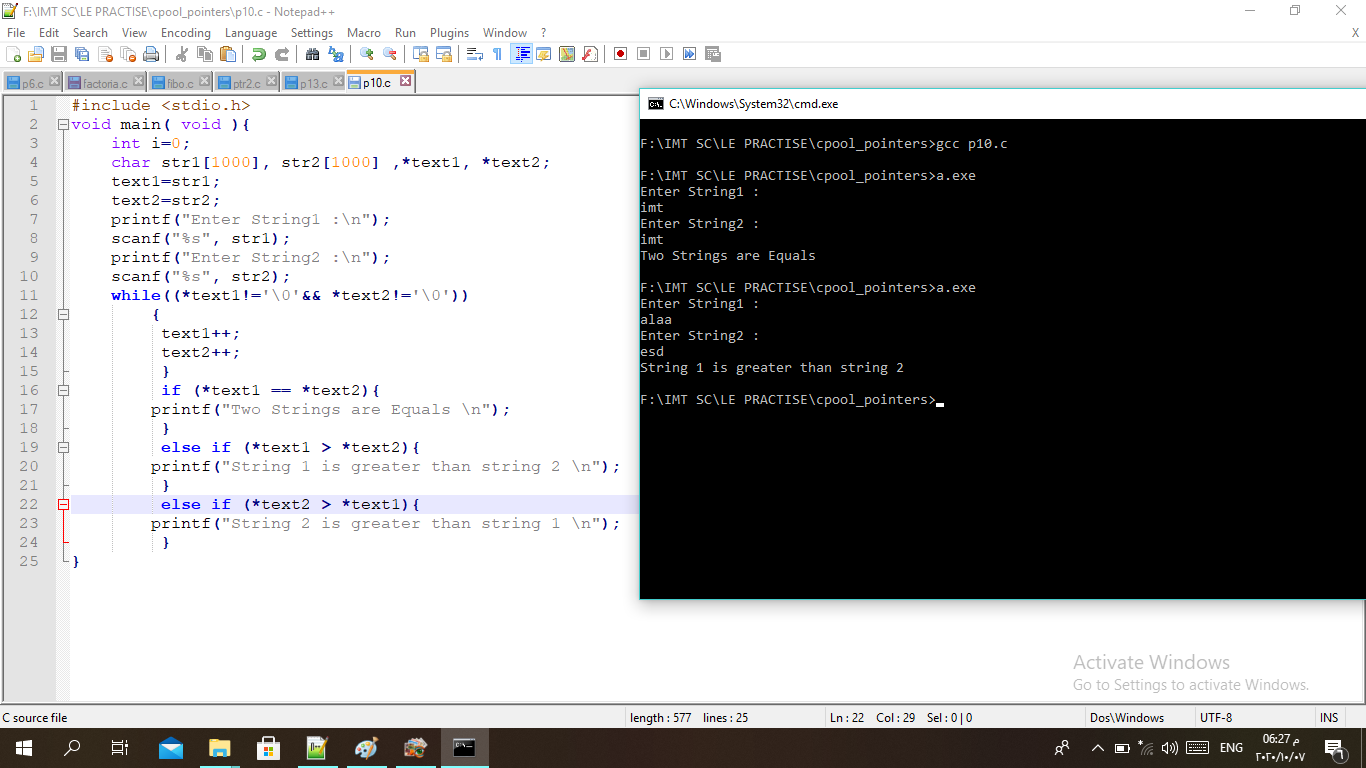 F:\IMT SC\LE PRACTISE\cpool_pointers\p10.c - Notepad++
File Edit Search View Encoding Language Settings Macro Run Plugins Window ? X
p6.c factoria.c fibo.c ptr2.c p13.c p10.c
1 #include <stdio.h>
2 void main( void ){
3 int i=0;
4 char str1[1000], str2[1000] ,*text1, *text2;
5 text1=str1;
6 text2=str2;
7 printf("Enter String1 :\n");
8 scanf("%s", str1);
9 printf("Enter String2 :\n");
10 scanf("%s", str2);
11 while((*text1!='\0'&& *text2!='\0'))
12 {
13 text1++;
14 text2++;
15 }
16 if (*text1 == *text2){
17 printf("Two Strings are Equals \n");
18 }
19 else if (*text1 > *text2){
20 printf("String 1 is greater than string 2 \n");
21 }
22 else if (*text2 > *text1){
23 printf("String 2 is greater than string 1 \n");
24 }
25 }
C:\Windows\System32\cmd.exe
F:\IMT SC\LE PRACTISE\cpool_pointers>gcc p10.c
F:\IMT SC\LE PRACTISE\cpool_pointers>a.exe
Enter String1 :
imt
Enter String2 :
imt
Two Strings are Equals
F:\IMT SC\LE PRACTISE\cpool_pointers>a.exe
Enter String1 :
alaa
Enter String2 :
esd
String 1 is greater than string 2
F:\IMT SC\LE PRACTISE\cpool_pointers>
Activate Windows
Go to Settings to activate Windows.
C source file length : 577 lines : 25 Ln : 22 Col : 29 Sel : 0 | 0 Dos\Windows UTF-8 INS
ENG
06:27 م
٢٠٢٠/١٠/٠٧
1